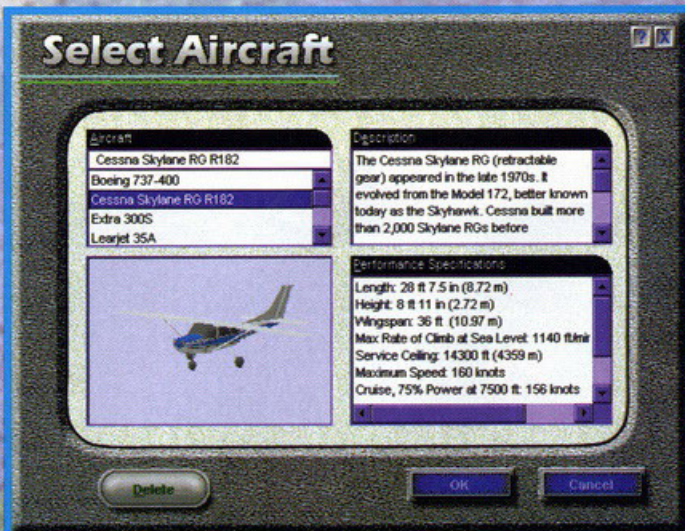 Select Aircraft
? X
Aircraft
Cessna Skylane RG R182
Boeing 737-400
Cessna Skylane RG R182
Extra 300S
Learjet 35A
Description
The Cessna Skylane RG (retractable
gear) appeared in the late 1970s. It
evolved from the Model 172, better known
today as the Skyhawk. Cessna built more
than 2,000 Skylane RGs before
Performance Specifications
Length: 28 ft 7.5 in (8.72 m)
Height: 8 ft 11 in (2.72 m)
Wingspan: 36 ft (10.97 m)
Max Rate of Climb at Sea Level: 1140 ft/min
Service Ceiling: 14300 ft (4359 m)
Maximum Speed: 160 knots
Cruise, 75% Power at 7500 ft: 156 knots
Delete
OK
Cancel